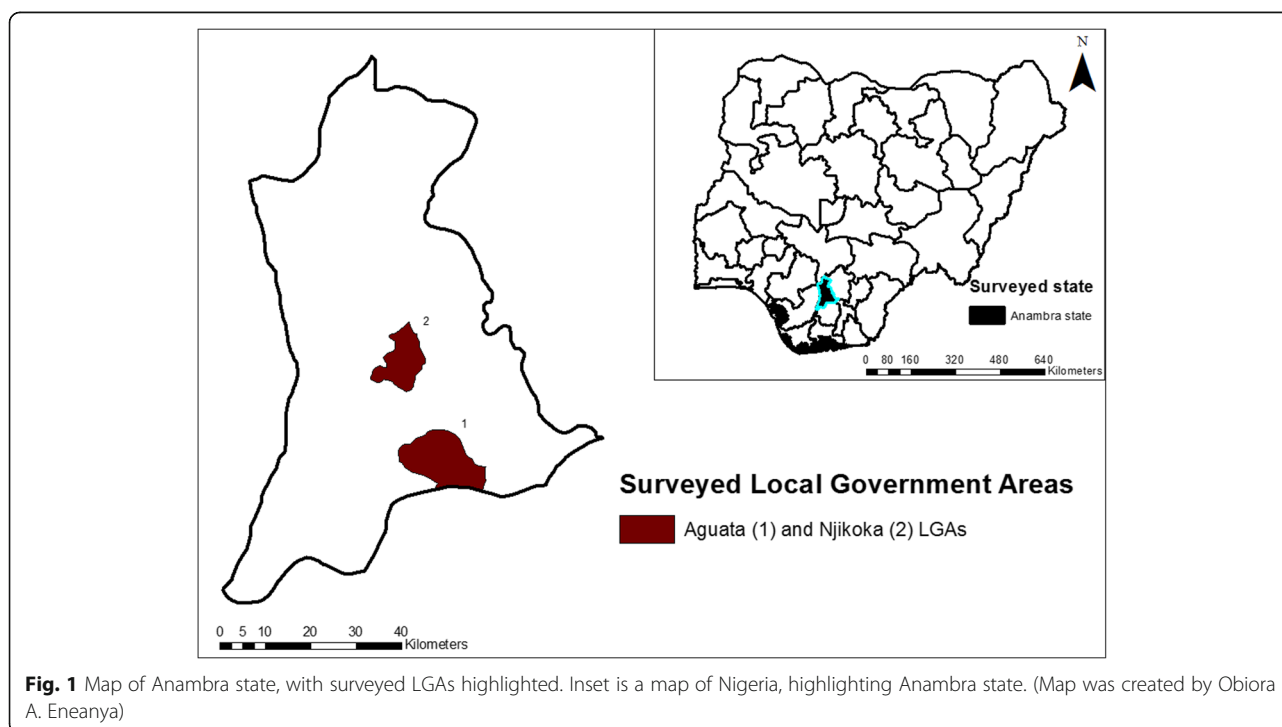 N
Surveyed state
Anambra state
0 80 160 320 480 640
Kilometers
2
1
Surveyed Local Government Areas
Aguata (1) and Njikoka (2) LGAs
0 5 10 20 30 40
Kilometers
Fig. 1 Map of Anambra state, with surveyed LGAs highlighted. Inset is a map of Nigeria, highlighting Anambra state. (Map was created by Obiora
A. Eneanya)